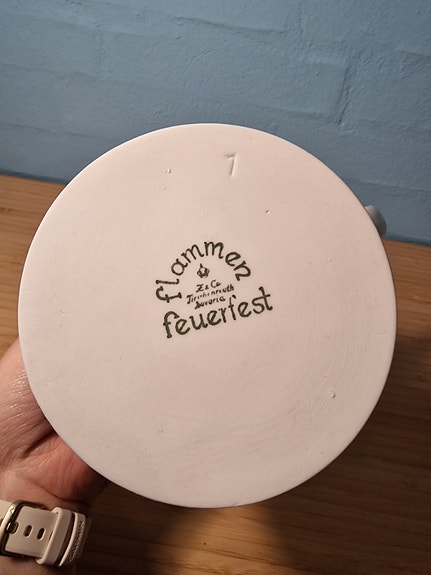 7
flammen
Z & Co
Tirschenreuth
Bavaria
feuerfest